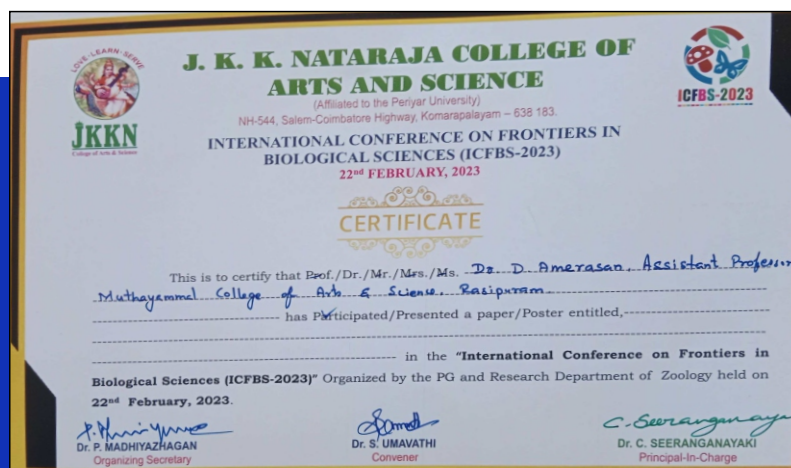 LOVE-LEARN-SERVE
JKKN
College of Arts & Science
J. K. K. NATARAJA COLLEGE OF
ARTS AND SCIENCE
(Affiliated to the Periyar University)
NH-544, Salem-Coimbatore Highway, Komarapalayam – 638 183.
ICFBS-2023
INTERNATIONAL CONFERENCE ON FRONTIERS IN
BIOLOGICAL SCIENCES (ICFBS-2023)
22nd FEBRUARY, 2023
CERTIFICATE
This is to certify that Prof./Dr./Mr./Mrs./Ms. Dr. D. Amerasan, Assistant Professor
Muthayammal College of Arts & Science, Rasipuram
has Participated/Presented a paper/Poster entitled,
in the "International Conference on Frontiers in
Biological Sciences (ICFBS-2023)" Organized by the PG and Research Department of Zoology held on
22nd February, 2023.
C. Seeranganayaki
Dr. P. MADHIYAZHAGAN
Organizing Secretary
Dr. S. UMAVATHI
Convener
Dr. C. SEERANGANAYAKI
Principal-In-Charge